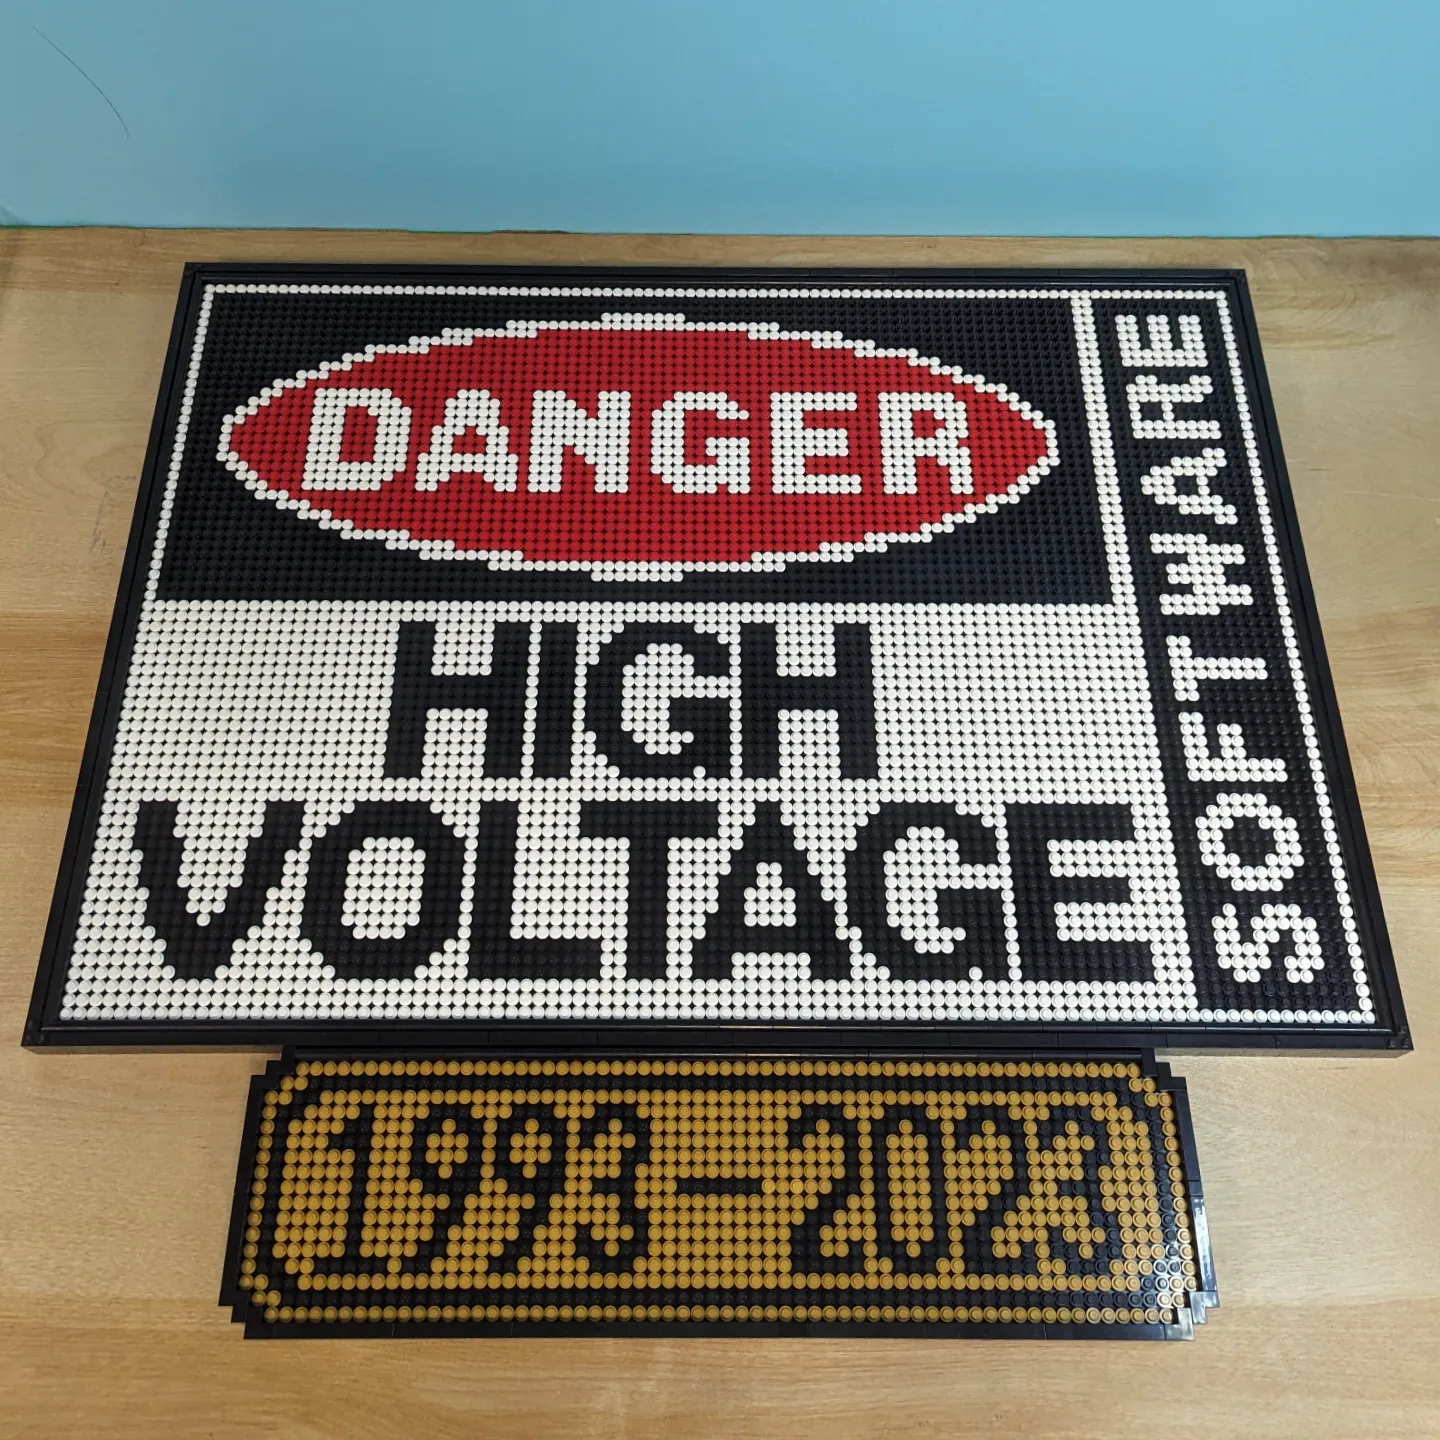 DANGER
HIGH
VOLTAGE
SOFTWARE
1993-2023